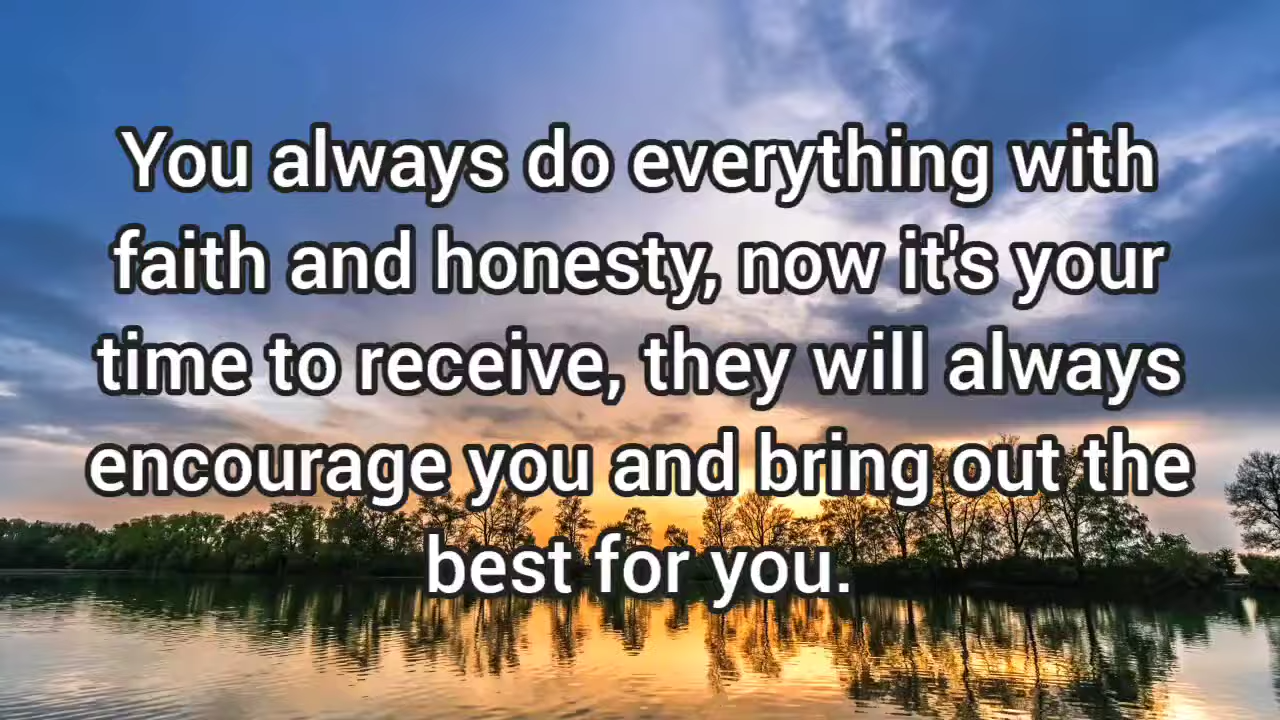 You always do everything with
faith and honesty, now it's your
time to receive, they will always
encourage you and bring out the
best for you.